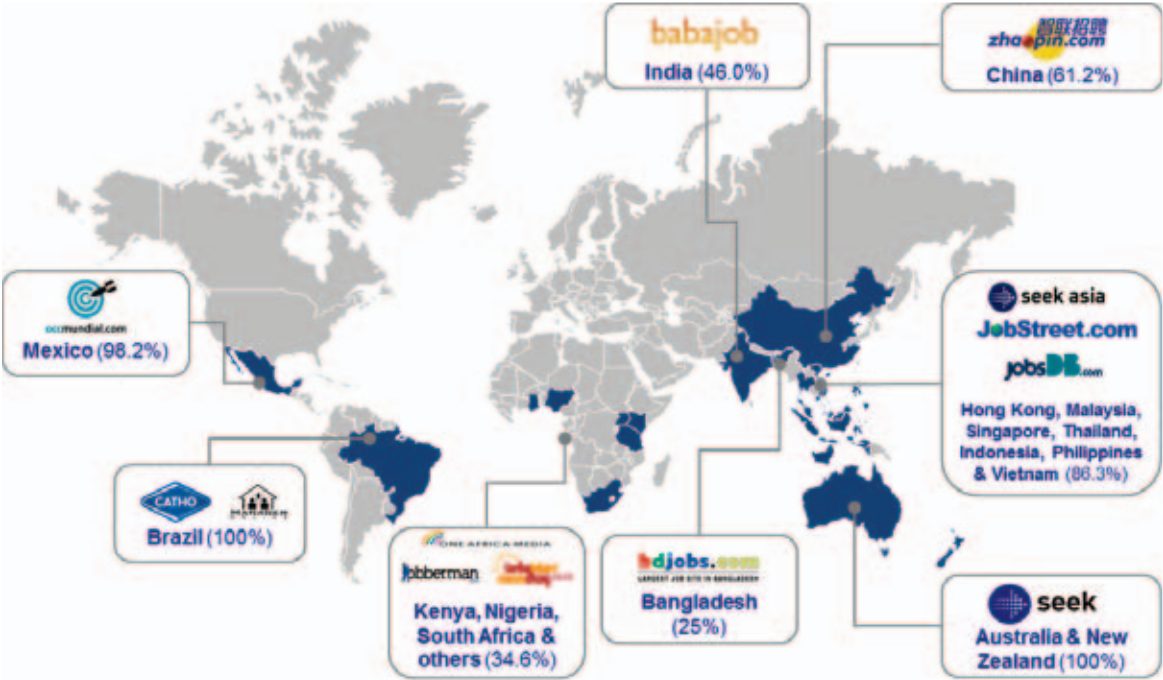 babajob
India (46.0%)
智联招聘
zhaopin.com
China (61.2%)
occmundial.com
Mexico (98.2%)
seek asia
JobStreet.com
jobsDB.com
Hong Kong, Malaysia,
Singapore, Thailand,
Indonesia, Philippines
& Vietnam (86.3%)
CATHO
Brazil (100%)
ONE AFRICA MEDIA
Jobberman
Kenya, Nigeria,
South Africa &
others (34.6%)
bdjobs.com
LARGEST JOB SITE IN BANGLADESH
Bangladesh
(25%)
seek
Australia & New
Zealand (100%)